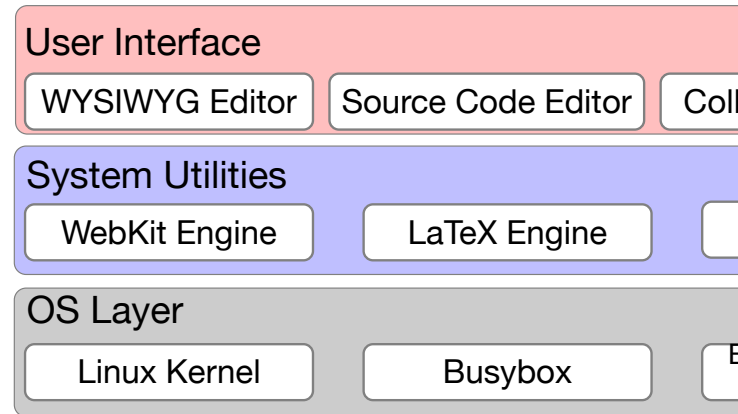 User Interface
WYSIWYG Editor Source Code Editor
System Utilities
WebKit Engine LaTeX Engine
OS Layer
Linux Kernel Busybox